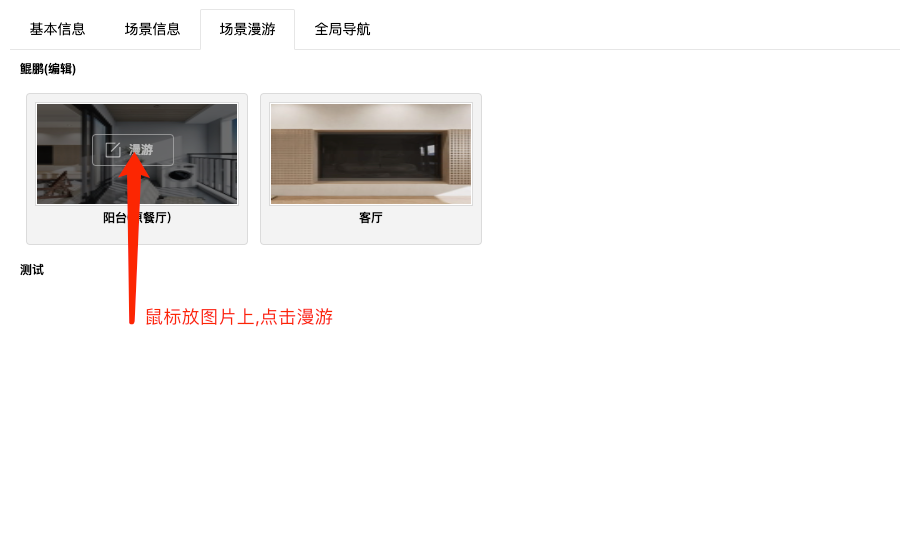 基本信息 场景信息 场景漫游 全局导航
鲲鹏(编辑)
漫游
阳台(原餐厅) 客厅
测试
鼠标放图片上,点击漫游